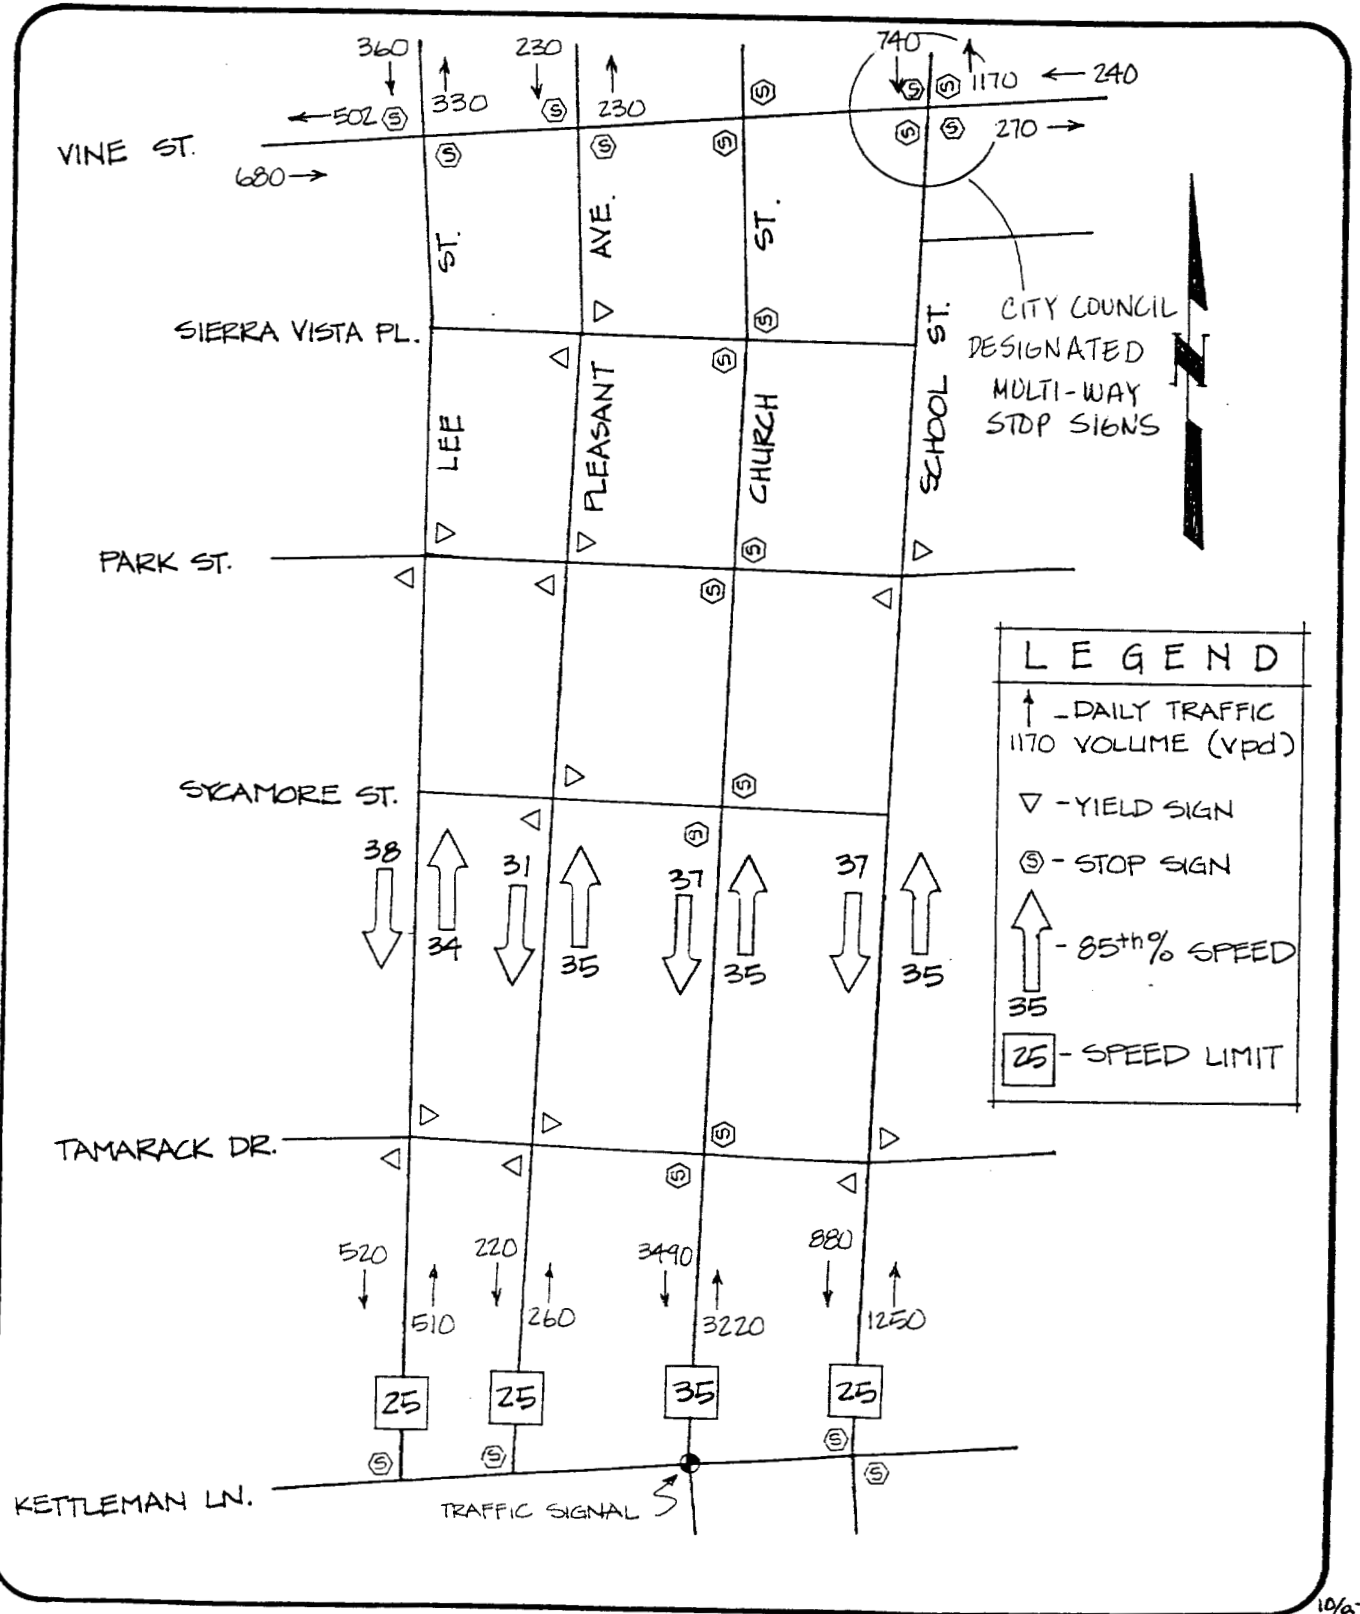 360
230
740
502
S
330
S
230
S
S
S
1170
240
VINE ST.
680
S
S
S
S
S
270
LEE ST.
PLEASANT AVE.
CHURCH ST.
SCHOOL ST.
CITY COUNCIL
DESIGNATED
MULTI-WAY
STOP SIGNS
N
SIERRA VISTA PL.
S
S
PARK ST.
S
S
LEGEND
- DAILY TRAFFIC
1170 VOLUME (vpd)
- YIELD SIGN
S - STOP SIGN
- 85th% SPEED
35
25 - SPEED LIMIT
SYCAMORE ST.
S
S
38
34
31
35
37
35
37
35
TAMARACK DR.
S
S
520
510
220
260
3490
3220
880
1250
25
25
35
25
S
S
S
S
KETTLEMAN LN.
TRAFFIC SIGNAL